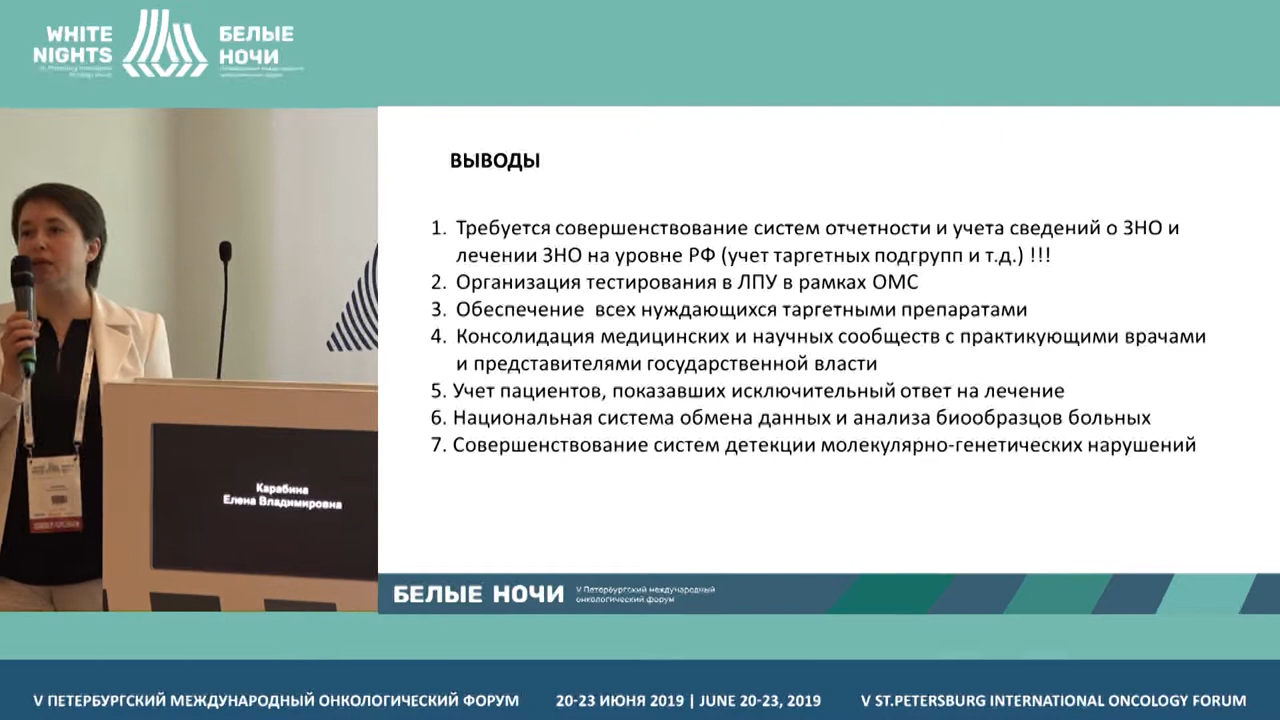 WHITE
NIGHTS
БЕЛЫЕ
НОЧИ
ВЫВОДЫ
1. Требуется совершенствование систем отчетности и учета сведений о ЗНО и
лечении ЗНО на уровне РФ (учет таргетных подгрупп и т.д.) !!!
2. Организация тестирования в ЛПУ в рамках ОМС
3. Обеспечение всех нуждающихся таргетными препаратами
4. Консолидация медицинских и научных сообществ с практикующими врачами
и представителями государственной власти
5. Учет пациентов, показавших исключительный ответ на лечение
6. Национальная система обмена данных и анализа биообразцов больных
7. Совершенствование систем детекции молекулярно-генетических нарушений
Карабина
Елена Владимировна
БЕЛЫЕ НОЧИ
V Петербургский международный
онкологический форум
V ПЕТЕРБУРГСКИЙ МЕЖДУНАРОДНЫЙ ОНКОЛОГИЧЕСКИЙ ФОРУМ
20-23 ИЮНЯ 2019 | JUNE 20-23, 2019
V ST.PETERSBURG INTERNATIONAL ONCOLOGY FORUM